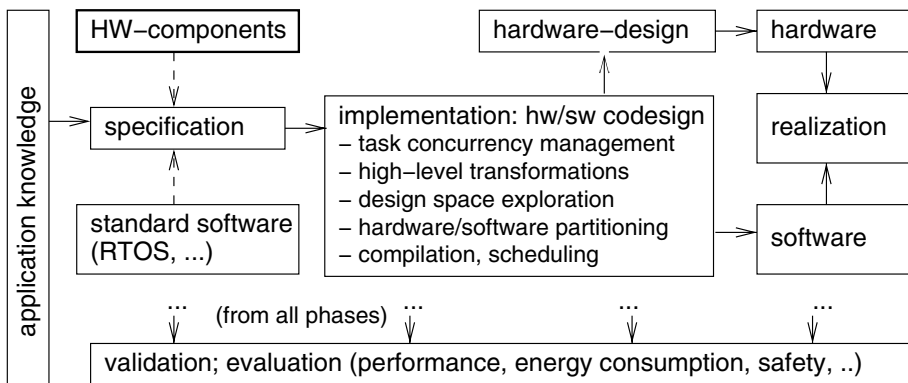 application knowledge
HW–components
specification
standard software
(RTOS, ...)
implementation: hw/sw codesign
– task concurrency management
– high–level transformations
– design space exploration
– hardware/software partitioning
– compilation, scheduling
hardware–design
hardware
realization
software
... (from all phases) ... ... ...
validation; evaluation (performance, energy consumption, safety, ..)